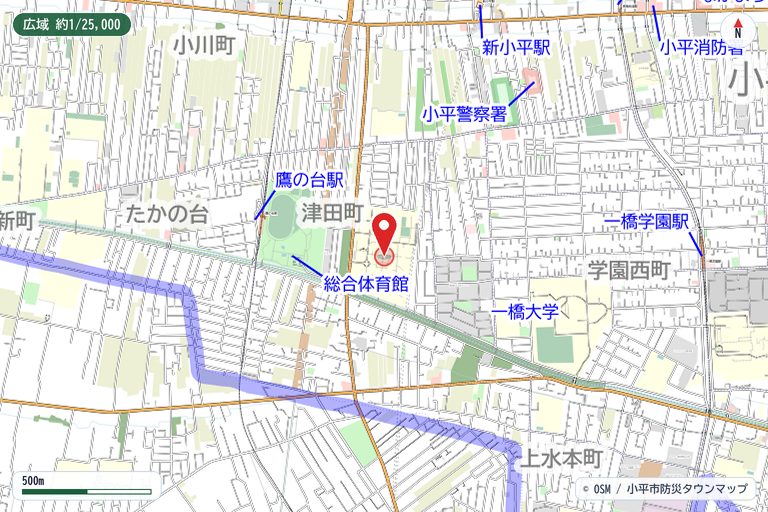 広域 約1/25,000
小川町
新小平駅
小平消防署
N
小平警察署
鷹の台駅
たかの台
津田町
新町
一橋学園駅
学園西町
総合体育館
一橋大学
上水本町
500m
© OSM / 小平市防災タウンマップ